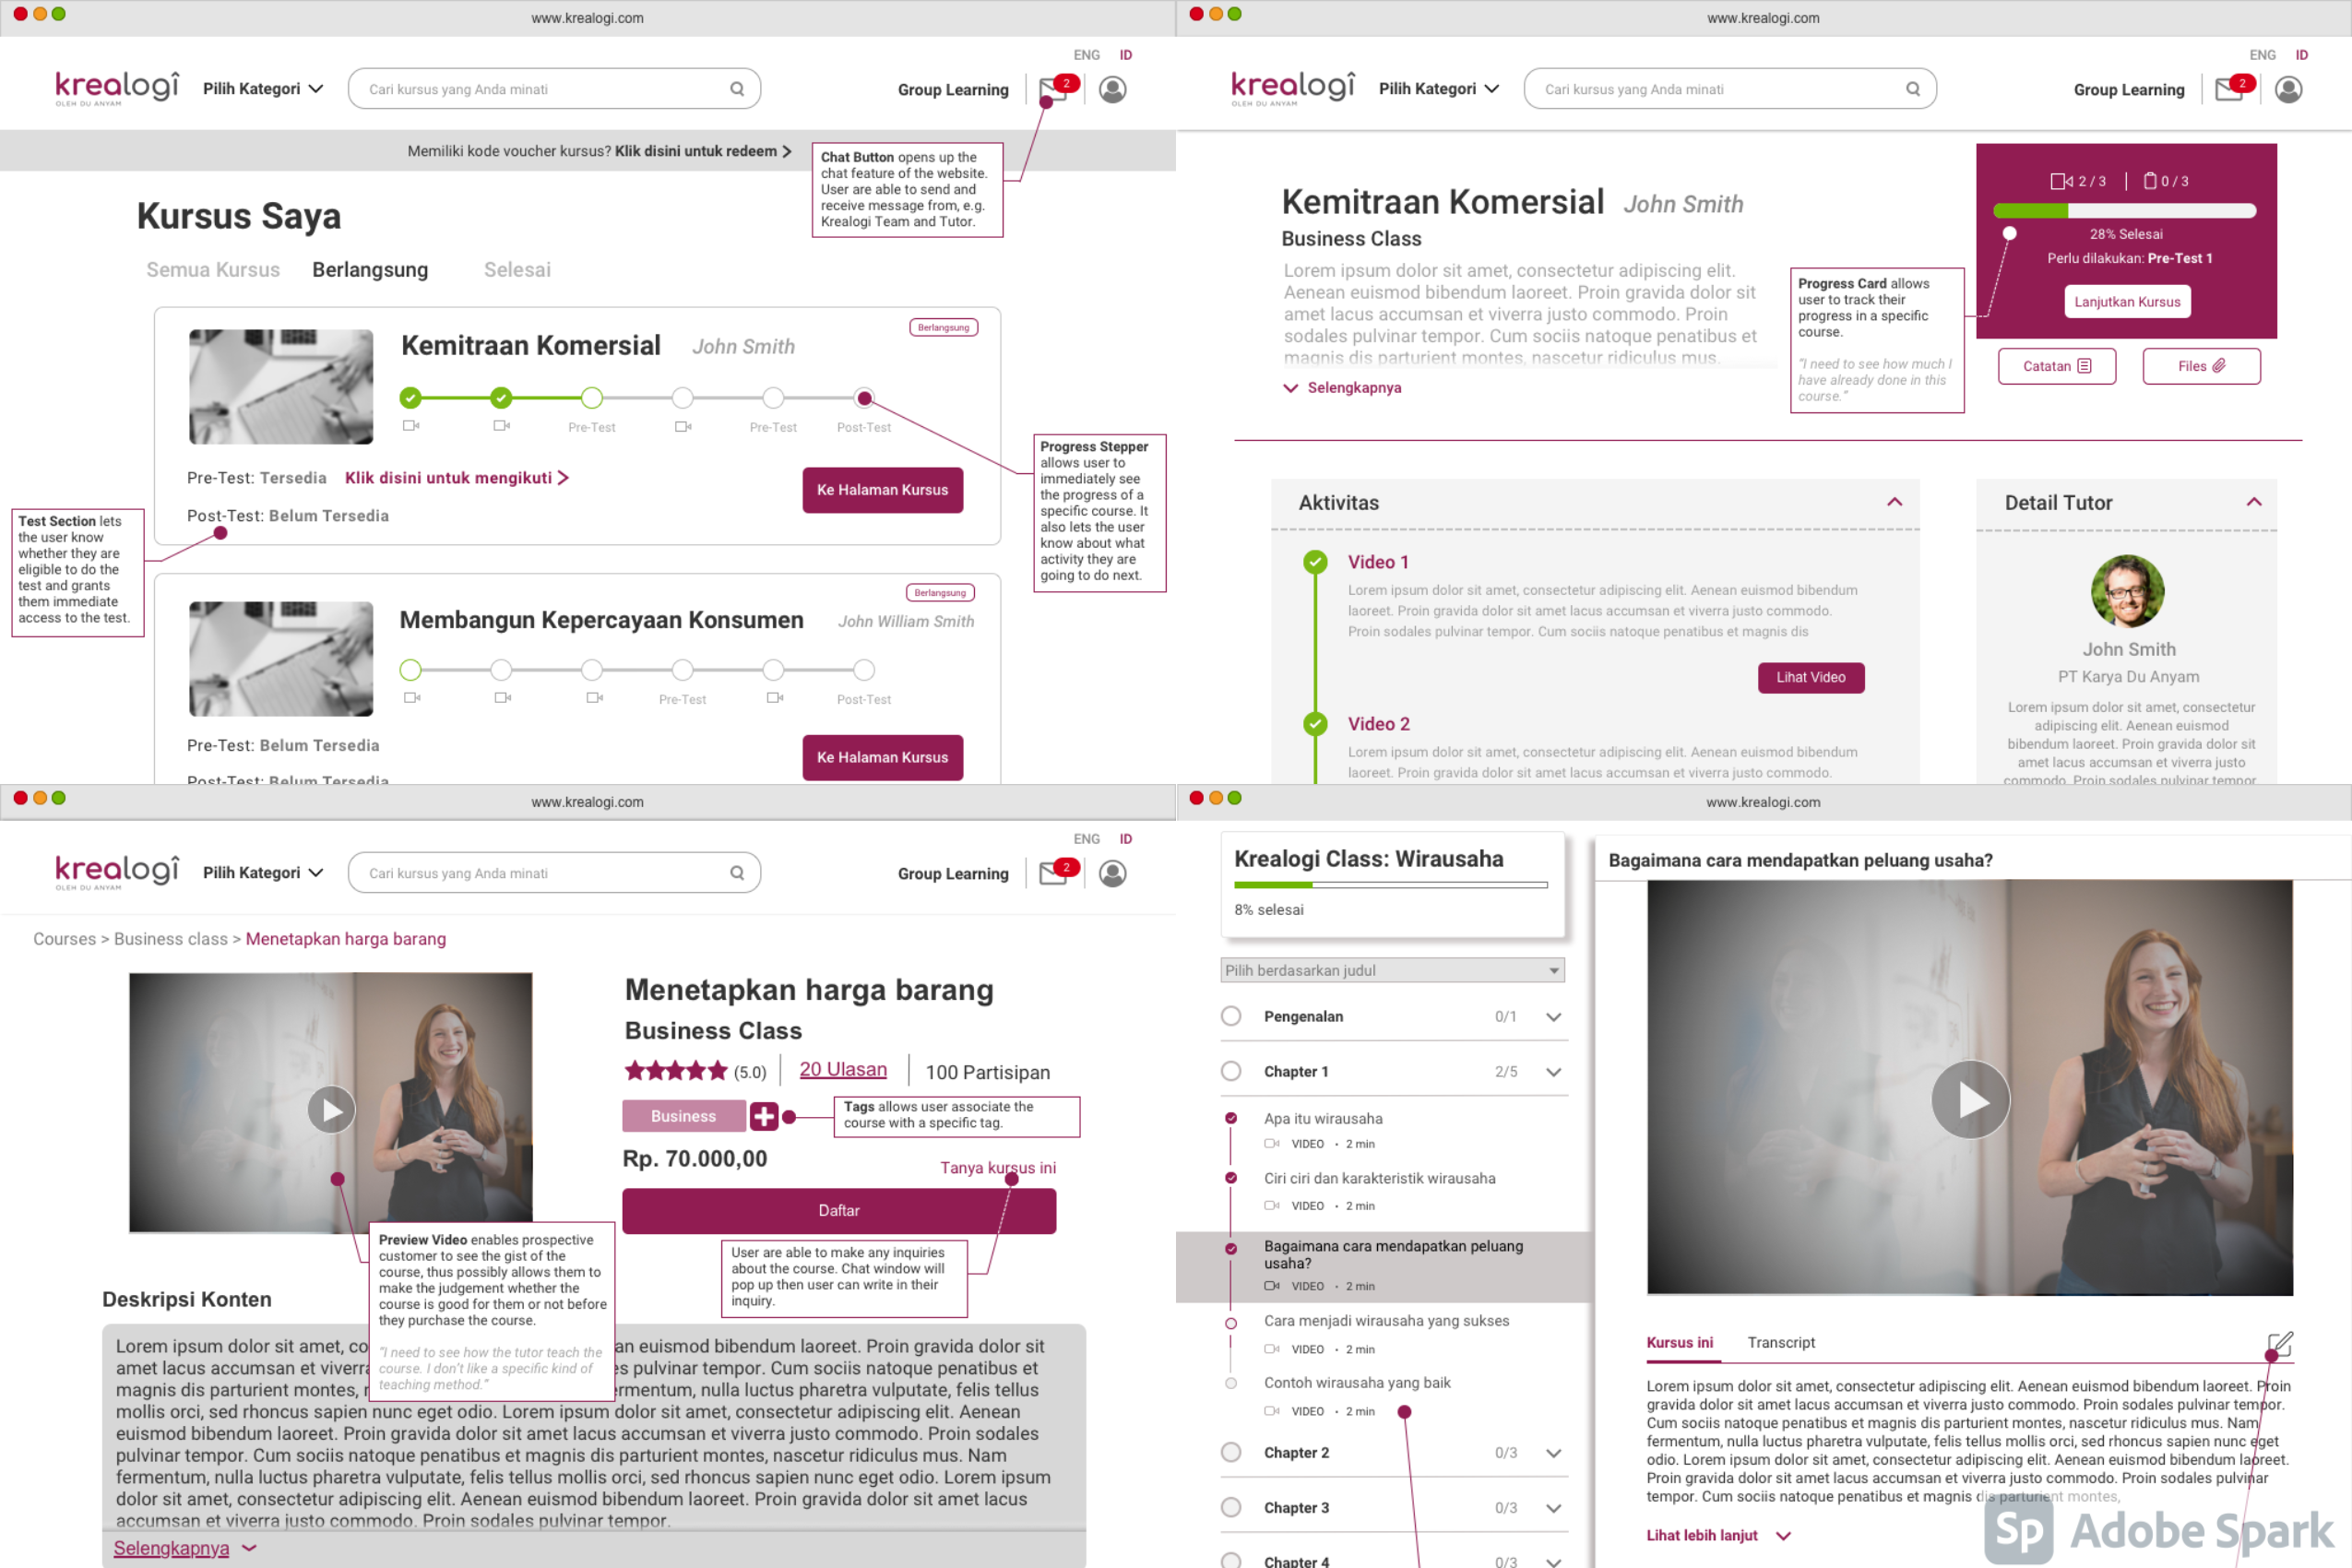 www.krealogi.com
ENG ID
krealogî
OLEH DU ANYAM
Pilih Kategori
Cari kursus yang Anda minati
Group Learning
2
Memiliki kode voucher kursus? Klik disini untuk redeem >
Chat Button opens up the
chat feature of the website.
User are able to send and
receive message from, e.g.
Krealogi Team and Tutor.
Kursus Saya
Semua Kursus Berlangsung Selesai
Berlangsung
Kemitraan Komersial John Smith
Pre-Test Pre-Test Post-Test
Pre-Test: Tersedia Klik disini untuk mengikuti >
Ke Halaman Kursus
Post-Test: Belum Tersedia
Progress Stepper
allows user to
immediately see
the progress of a
specific course. It
also lets the user
know about what
activity they are
going to do next.
Test Section lets
the user know
whether they are
eligible to do the
test and grants
them immediate
access to the test.
Berlangsung
Membangun Kepercayaan Konsumen John William Smith
Pre-Test Post-Test
Pre-Test: Belum Tersedia
Ke Halaman Kursus
Post-Test: Belum Tersedia
www.krealogi.com
ENG ID
krealogî
OLEH DU ANYAM
Pilih Kategori
Cari kursus yang Anda minati
Group Learning
2
Kemitraan Komersial John Smith
Business Class
Lorem ipsum dolor sit amet, consectetur adipiscing elit.
Aenean euismod bibendum laoreet. Proin gravida dolor sit
amet lacus accumsan et viverra justo commodo. Proin
sodales pulvinar tempor. Cum sociis natoque penatibus et
magnis dis parturient montes, nascetur ridiculus mus.
Selengkapnya
2 / 3 0 / 3
28% Selesai
Perlu dilakukan: Pre-Test 1
Lanjutkan Kursus
Catatan Files
Progress Card allows
user to track their
progress in a specific
course.
"I need to see how much I
have already done in this
course."
Aktivitas
Video 1
Lorem ipsum dolor sit amet, consectetur adipiscing elit. Aenean euismod bibendum
laoreet. Proin gravida dolor sit amet lacus accumsan et viverra justo commodo.
Proin sodales pulvinar tempor. Cum sociis natoque penatibus et magnis dis
Lihat Video
Video 2
Lorem ipsum dolor sit amet, consectetur adipiscing elit. Aenean euismod bibendum
laoreet. Proin gravida dolor sit amet lacus accumsan et viverra justo commodo.
Detail Tutor
John Smith
PT Karya Du Anyam
Lorem ipsum dolor sit amet, consectetur
adipiscing elit. Aenean euismod
bibendum laoreet. Proin gravida dolor sit
amet lacus accumsan et viverra justo
commodo. Proin sodales pulvinar tempor
www.krealogi.com
ENG ID
krealogî
OLEH DU ANYAM
Pilih Kategori
Cari kursus yang Anda minati
Group Learning
2
Courses > Business class > Menetapkan harga barang
Menetapkan harga barang
Business Class
(5.0) 20 Ulasan 100 Partisipan
Business
Tags allows user associate the
course with a specific tag.
Rp. 70.000,00
Tanya kursus ini
Daftar
User are able to make any inquiries
about the course. Chat window will
pop up then user can write in their
inquiry.
Preview Video enables prospective
customer to see the gist of the
course, thus possibly allows them to
make the judgement whether the
course is good for them or not before
they purchase the course.
"I need to see how the tutor teach the
course. I don't like a specific kind of
teaching method."
Deskripsi Konten
Lorem ipsum dolor sit amet, co an euismod bibendum laoreet. Proin gravida dolor sit
amet lacus accumsan et viverra es pulvinar tempor. Cum sociis natoque penatibus et
magnis dis parturient montes, r ermentum, nulla luctus pharetra vulputate, felis tellus
mollis orci, sed rhoncus sapien nunc eget odio. Lorem ipsum dolor sit amet, consectetur adipiscing elit. Aenean
euismod bibendum laoreet. Proin gravida dolor sit amet lacus accumsan et viverra justo commodo. Proin sodales
pulvinar tempor. Cum sociis natoque penatibus et magnis dis parturient montes, nascetur ridiculus mus. Nam
fermentum, nulla luctus pharetra vulputate, felis tellus mollis orci, sed rhoncus sapien nunc eget odio. Lorem ipsum
dolor sit amet, consectetur adipiscing elit. Aenean euismod bibendum laoreet. Proin gravida dolor sit amet lacus
accumsan et viverra justo commodo. Proin sodales pulvinar tempor.
Selengkapnya
www.krealogi.com
Krealogi Class: Wirausaha
8% selesai
Pilih berdasarkan judul
Pengenalan 0/1
Chapter 1 2/5
Apa itu wirausaha
VIDEO • 2 min
Ciri ciri dan karakteristik wirausaha
VIDEO • 2 min
Bagaimana cara mendapatkan peluang
usaha?
VIDEO • 2 min
Cara menjadi wirausaha yang sukses
VIDEO • 2 min
Contoh wirausaha yang baik
VIDEO • 2 min
Chapter 2 0/3
Chapter 3 0/3
Chapter 4 0/3
Bagaimana cara mendapatkan peluang usaha?
Kursus ini Transcript
Lorem ipsum dolor sit amet, consectetur adipiscing elit. Aenean euismod bibendum laoreet. Proin
gravida dolor sit amet lacus accumsan et viverra justo commodo. Proin sodales pulvinar tempor.
Cum sociis natoque penatibus et magnis dis parturient montes, nascetur ridiculus mus. Nam
fermentum, nulla luctus pharetra vulputate, felis tellus mollis orci, sed rhoncus sapien nunc eget
odio. Lorem ipsum dolor sit amet, consectetur adipiscing elit. Aenean euismod bibendum laoreet.
Proin gravida dolor sit amet lacus accumsan et viverra justo commodo. Proin sodales pulvinar
tempor. Cum sociis natoque penatibus et magnis dis parturient montes,
Lihat lebih lanjut
Sp Adobe Spark